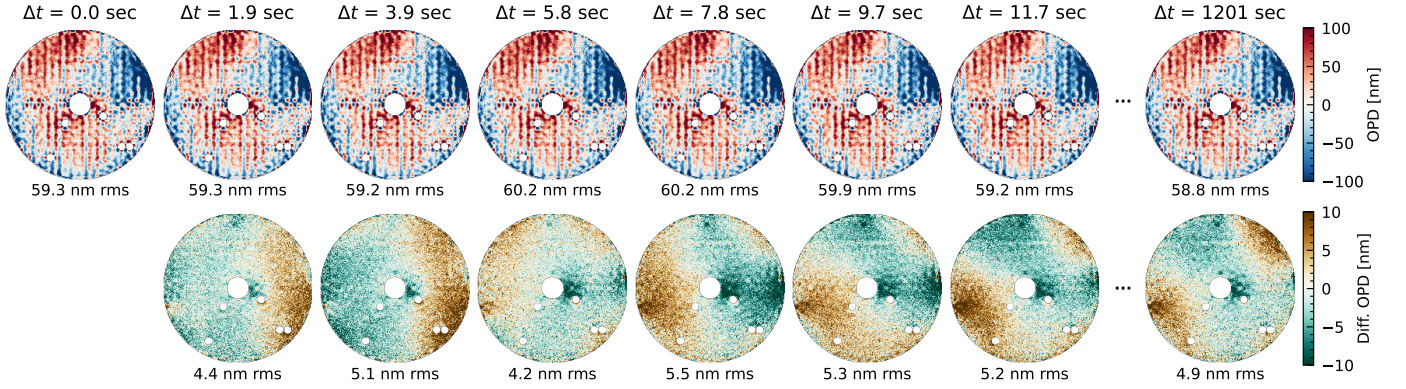 Δt = 0.0 sec Δt = 1.9 sec Δt = 3.9 sec Δt = 5.8 sec Δt = 7.8 sec Δt = 9.7 sec Δt = 11.7 sec Δt = 1201 sec
...
100
50
0
−50
−100
OPD [nm]
59.3 nm rms 59.3 nm rms 59.2 nm rms 60.2 nm rms 60.2 nm rms 59.9 nm rms 59.2 nm rms 58.8 nm rms
...
10
5
0
−5
−10
Diff. OPD [nm]
4.4 nm rms 5.1 nm rms 4.2 nm rms 5.5 nm rms 5.3 nm rms 5.2 nm rms 4.9 nm rms